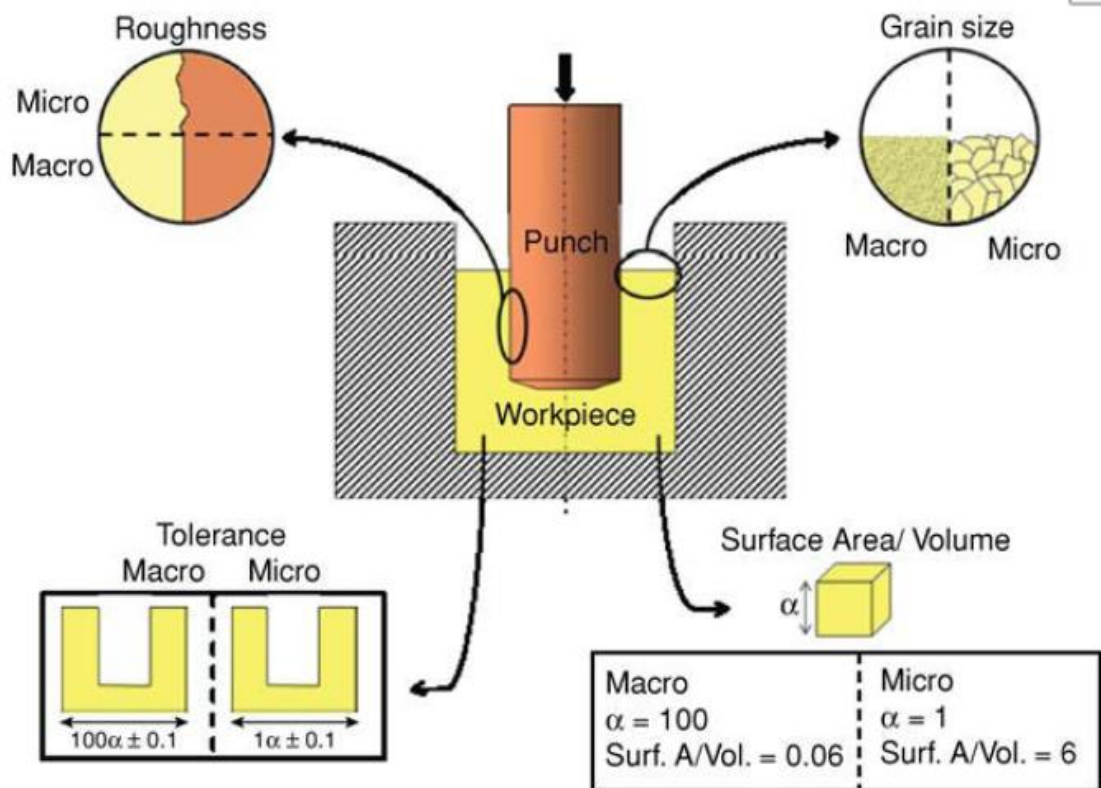 Roughness
Micro
Macro
Grain size
Macro
Micro
Punch
Workpiece
Tolerance
Macro Micro
100α ± 0.1
1α ± 0.1
Surface Area/ Volume
α
Macro
α = 100
Surf. A/Vol. = 0.06
Micro
α = 1
Surf. A/Vol. = 6